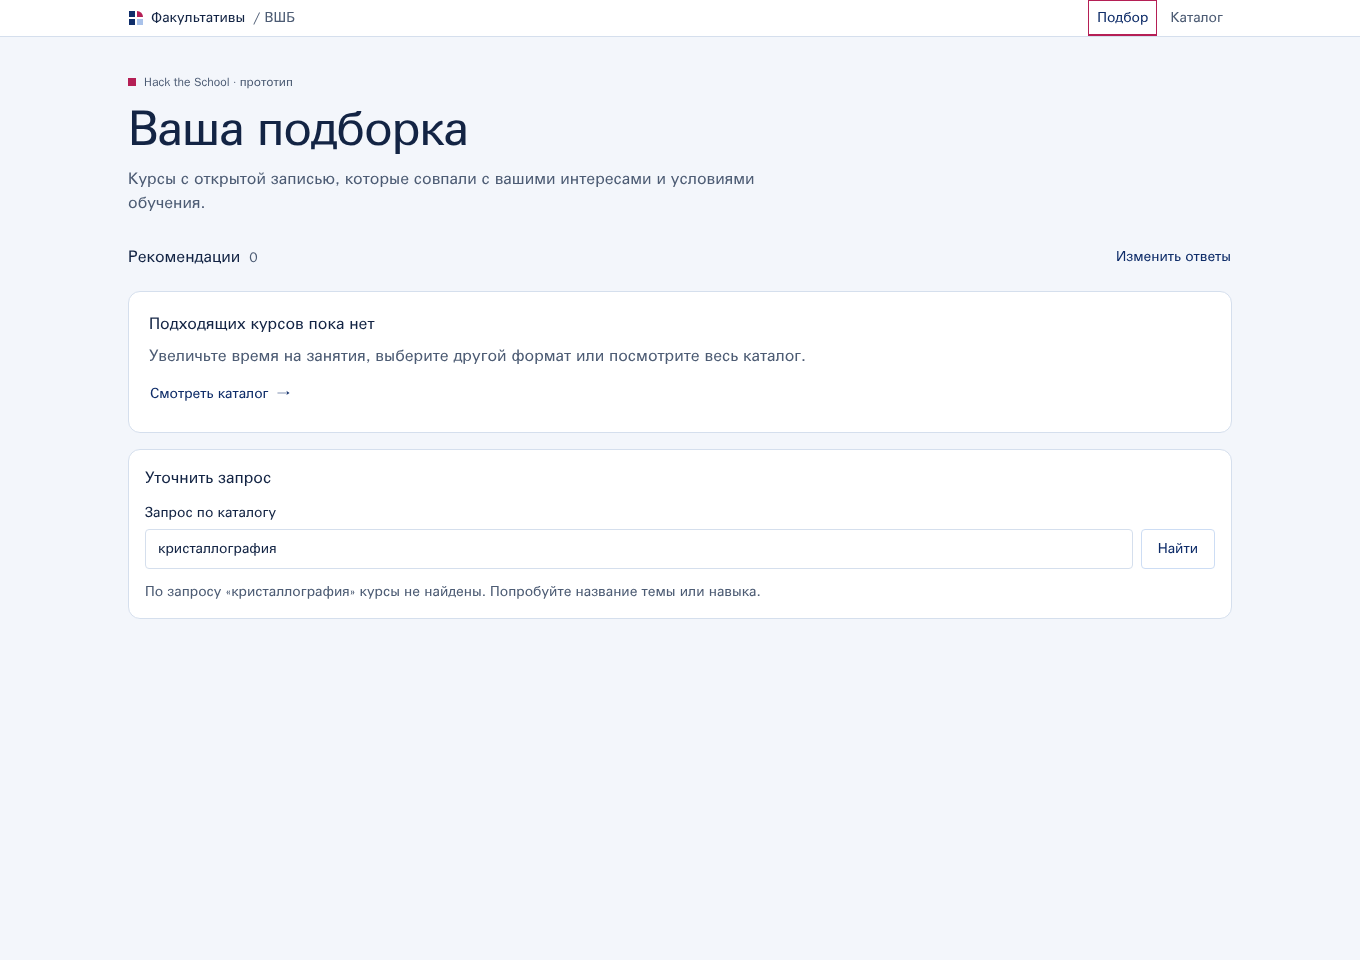 Факультативы / ВШБ
Подбор
Каталог
Hack the School · прототип
Ваша подборка
Курсы с открытой записью, которые совпали с вашими интересами и условиями
обучения.
Рекомендации 0
Изменить ответы
Подходящих курсов пока нет
Увеличьте время на занятия, выберите другой формат или посмотрите весь каталог.
Смотреть каталог →
Уточнить запрос
Запрос по каталогу
кристаллография
Найти
По запросу «кристаллография» курсы не найдены. Попробуйте название темы или навыка.